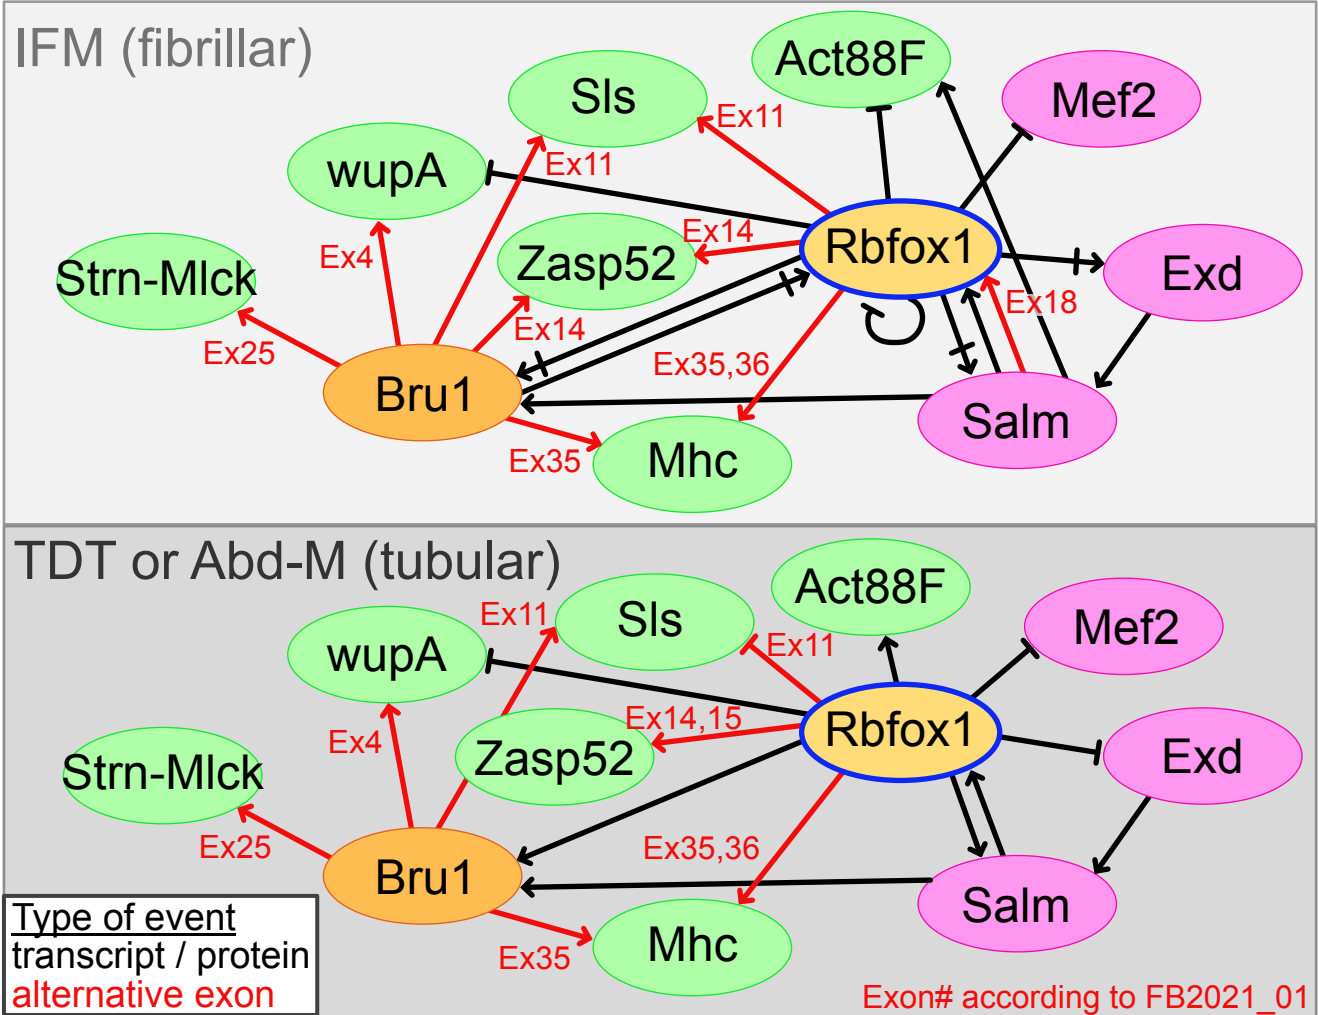 IFM (fibrillar)
Act88F
Sls
Mef2
Ex11
Ex11
wupA
Ex14
Rbfox1
Ex4
Zasp52
Exd
Strn-Mlck
Ex18
Ex14
Ex25
Ex35,36
Bru1
Salm
Ex35
Mhc
TDT or Abd-M (tubular)
Act88F
Ex11
Sls
Mef2
Ex11
wupA
Ex14,15
Rbfox1
Ex4
Zasp52
Exd
Strn-Mlck
Ex25
Ex35,36
Bru1
Salm
Ex35
Mhc
Type of event
transcript / protein
alternative exon
Exon# according to FB2021_01